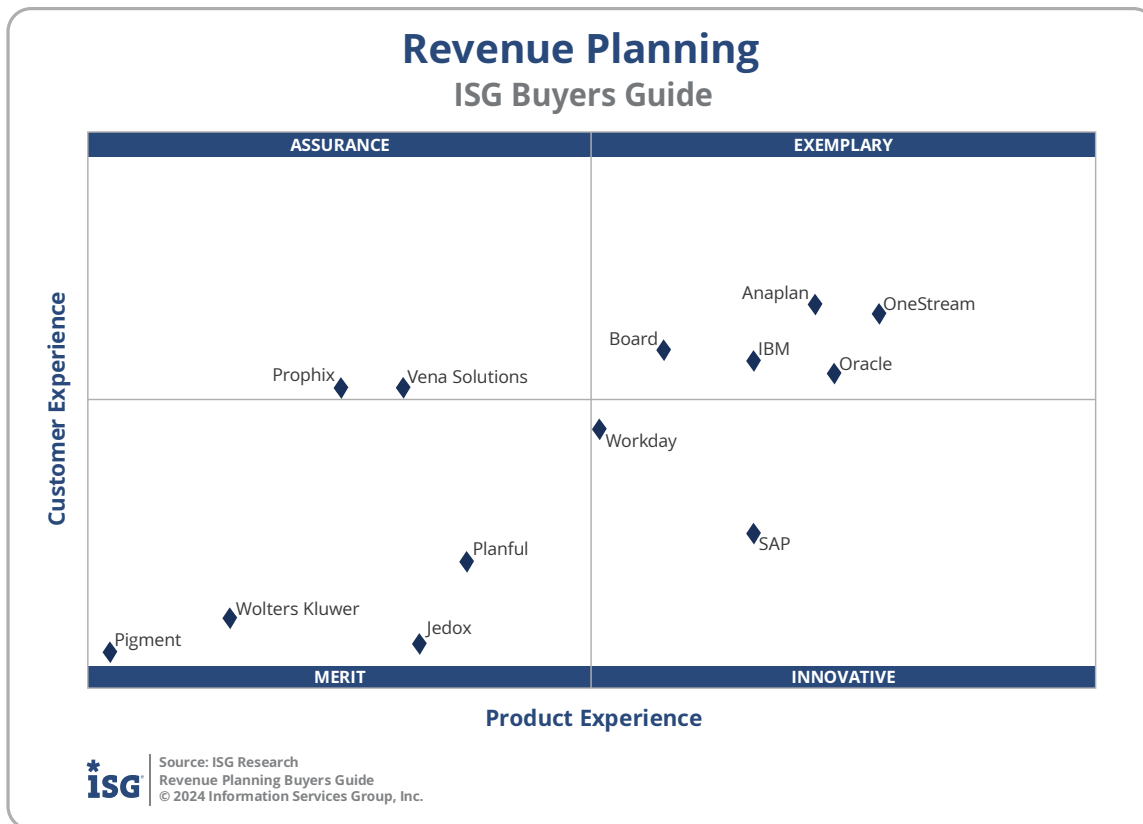 Revenue Planning
ISG Buyers Guide
ASSURANCE
EXEMPLARY
Customer Experience
Anaplan
OneStream
Board
IBM
Oracle
Prophix
Vena Solutions
Workday
SAP
Planful
Wolters Kluwer
Jedox
Pigment
MERIT
INNOVATIVE
Product Experience
ISG
Source: ISG Research
Revenue Planning Buyers Guide
© 2024 Information Services Group, Inc.